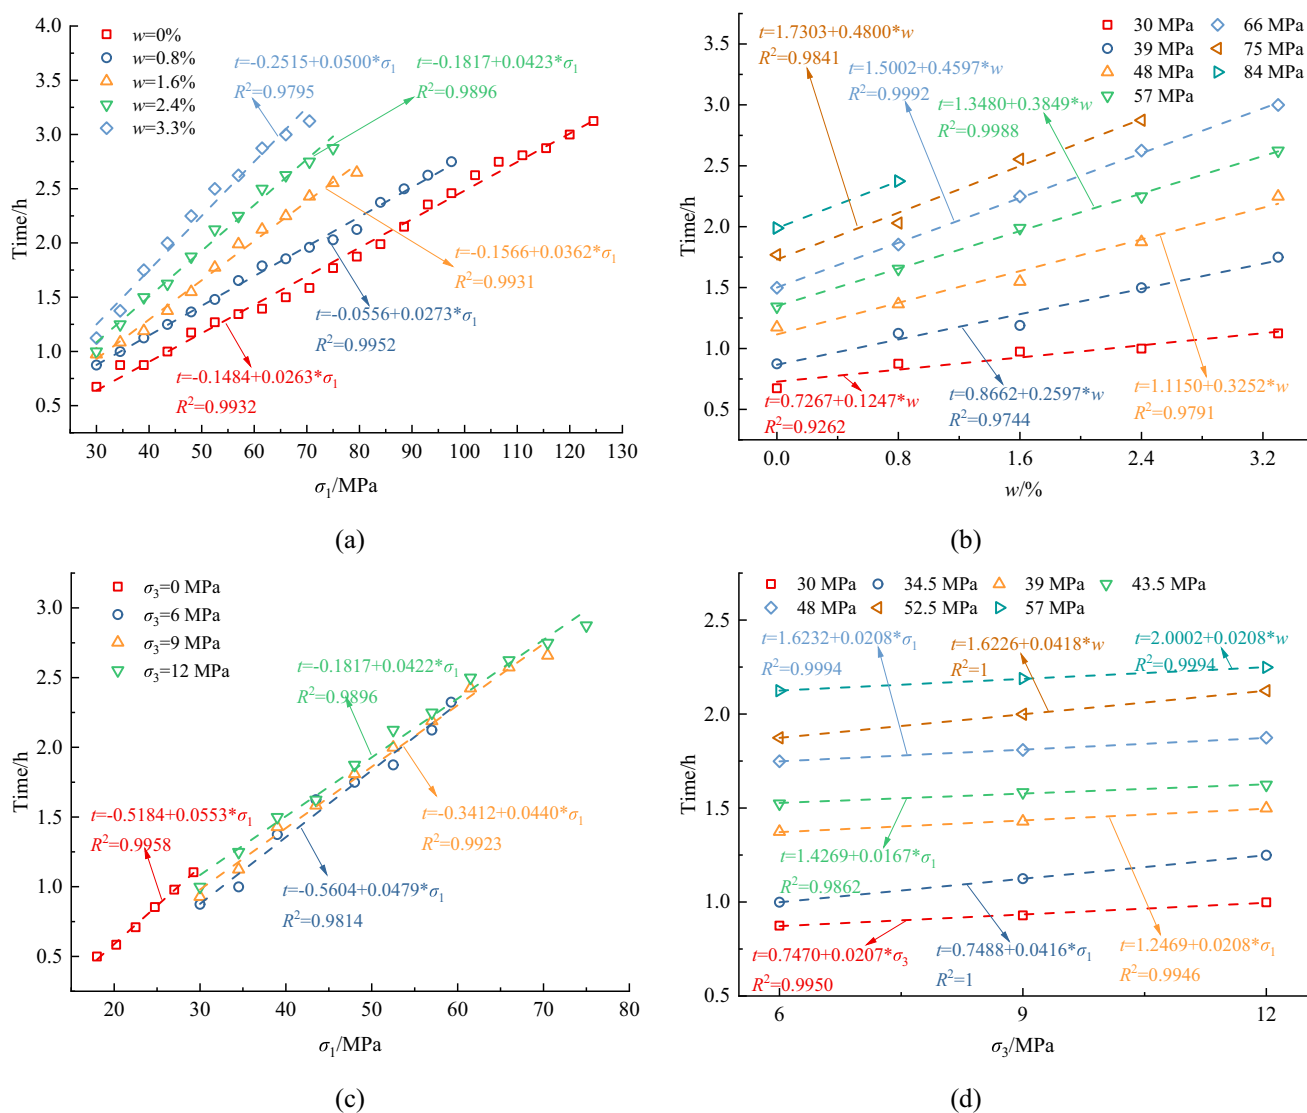 4.0
3.5
3.0
2.5
2.0
1.5
1.0
0.5
Time/h
w=0%
w=0.8%
w=1.6%
w=2.4%
w=3.3%
t=-0.2515+0.0500*σ1
R2=0.9795
t=-0.1817+0.0423*σ1
R2=0.9896
t=-0.1566+0.0362*σ1
R2=0.9931
t=-0.0556+0.0273*σ1
R2=0.9952
t=-0.1484+0.0263*σ1
R2=0.9932
30 40 50 60 70 80 90 100 110 120 130
σ1/MPa
(a)
3.5
3.0
2.5
2.0
1.5
1.0
0.5
Time/h
30 MPa
39 MPa
48 MPa
57 MPa
66 MPa
75 MPa
84 MPa
t=1.7303+0.4800*w
R2=0.9841
t=1.5002+0.4597*w
R2=0.9992
t=1.3480+0.3849*w
R2=0.9988
t=0.7267+0.1247*w
R2=0.9262
t=0.8662+0.2597*w
R2=0.9744
t=1.1150+0.3252*w
R2=0.9791
0.0 0.8 1.6 2.4 3.2
w/%
(b)
3.0
2.5
2.0
1.5
1.0
0.5
Time/h
σ3=0 MPa
σ3=6 MPa
σ3=9 MPa
σ3=12 MPa
t=-0.1817+0.0422*σ1
R2=0.9896
t=-0.5184+0.0553*σ1
R2=0.9958
t=-0.3412+0.0440*σ1
R2=0.9923
t=-0.5604+0.0479*σ1
R2=0.9814
20 30 40 50 60 70 80
σ1/MPa
(c)
2.5
2.0
1.5
1.0
0.5
Time/h
30 MPa 34.5 MPa 39 MPa 43.5 MPa
48 MPa 52.5 MPa 57 MPa
t=1.6232+0.0208*σ1
R2=0.9994
t=1.6226+0.0418*w
R2=1
t=2.0002+0.0208*w
R2=0.9994
t=1.4269+0.0167*σ1
R2=0.9862
t=0.7470+0.0207*σ3
R2=0.9950
t=0.7488+0.0416*σ1
R2=1
t=1.2469+0.0208*σ1
R2=0.9946
6 9 12
σ3/MPa
(d)